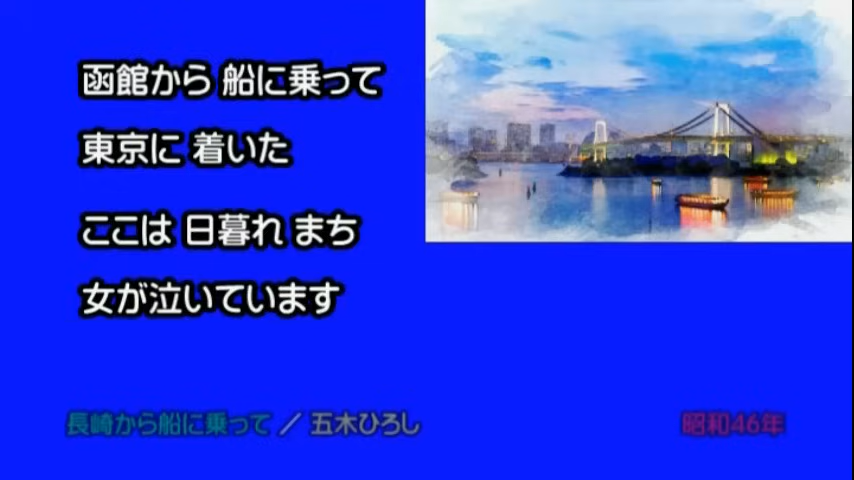 函館から 船に乗って
東京に 着いた
ここは 日暮れ まち
女が泣いています
長崎から船に乗って / 五木ひろし
昭和46年